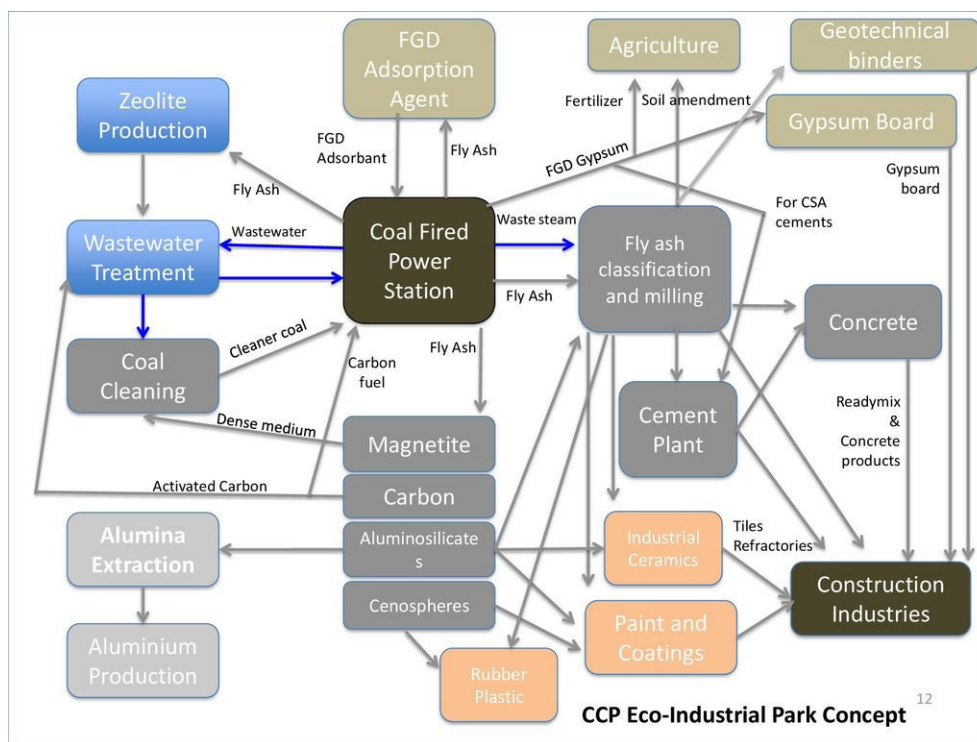 FGD
Adsorption
Agent
Agriculture
Geotechnical
binders
Zeolite
Production
Fertilizer
Soil amendment
Gypsum Board
FGD
Adsorbant
Fly Ash
FGD Gypsum
Fly Ash
Gypsum
board
For CSA
cements
Wastewater
Treatment
Wastewater
Coal Fired
Power
Station
Waste steam
Fly ash
classification
and milling
Fly Ash
Concrete
Coal
Cleaning
Cleaner coal
Carbon
fuel
Fly Ash
Cement
Plant
Readymix
&
Concrete
products
Dense medium
Magnetite
Activated Carbon
Carbon
Alumina
Extraction
Aluminosilicate
s
Industrial
Ceramics
Tiles
Refractories
Cenospheres
Construction
Industries
Aluminium
Production
Paint and
Coatings
Rubber
Plastic
CCP Eco-Industrial Park Concept
12